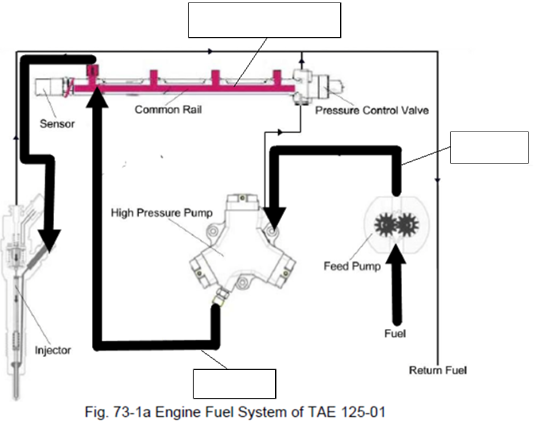 Sensor
Common Rail
Pressure Control Valve
High Pressure Pump
Feed Pump
Injector
Fuel
Return Fuel
Fig. 73-1a Engine Fuel System of TAE 125-01